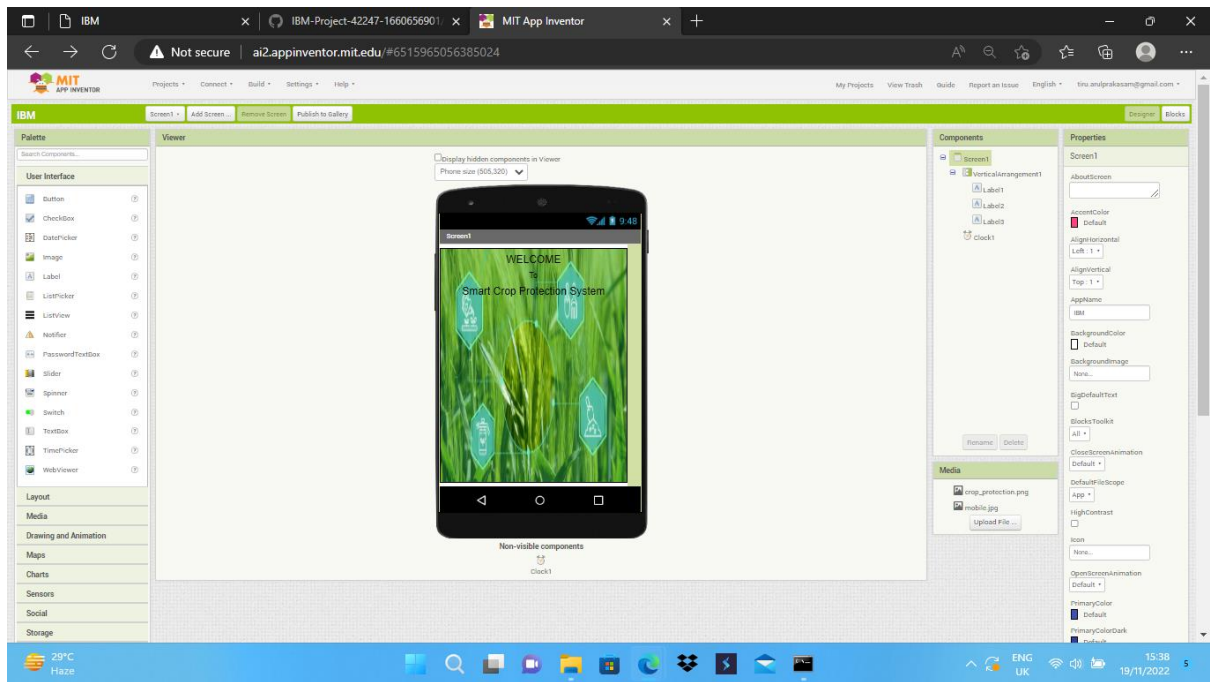 IBM
IBM-Project-42247-1660656901
MIT App Inventor
Not secure
ai2.appinventor.mit.edu/#6515965056385024
MIT
APP INVENTOR
Projects Connect Build Settings Help
My Projects View Trash Guide Report an Issue English tiru.arulprakasam@gmail.com
IBM
Screen1 Add Screen ... Remove Screen Publish to Gallery
Designer Blocks
Palette
Search Components...
User Interface
Button
CheckBox
DatePicker
Image
Label
ListPicker
ListView
Notifier
PasswordTextBox
Slider
Spinner
Switch
TextBox
TimePicker
WebViewer
Layout
Media
Drawing and Animation
Maps
Charts
Sensors
Social
Storage
Viewer
Display hidden components in Viewer
Phone size (505,320)
9:48
Screen1
WELCOME
To
Smart Crop Protection System
Non-visible components
Clock1
Components
Screen1
VerticalArrangement1
Label1
Label2
Label3
Clock1
Rename Delete
Media
crop_protection.png
mobile.jpg
Upload File ...
Properties
Screen1
AboutScreen
AccentColor
Default
AlignHorizontal
Left : 1
AlignVertical
Top : 1
AppName
IBM
BackgroundColor
Default
BackgroundImage
None...
BigDefaultText
BlocksToolkit
All
CloseScreenAnimation
Default
DefaultFileScope
App
HighContrast
Icon
None...
OpenScreenAnimation
Default
PrimaryColor
Default
PrimaryColorDark
Default
29°C
Haze
ENG
UK
15:38
19/11/2022
5